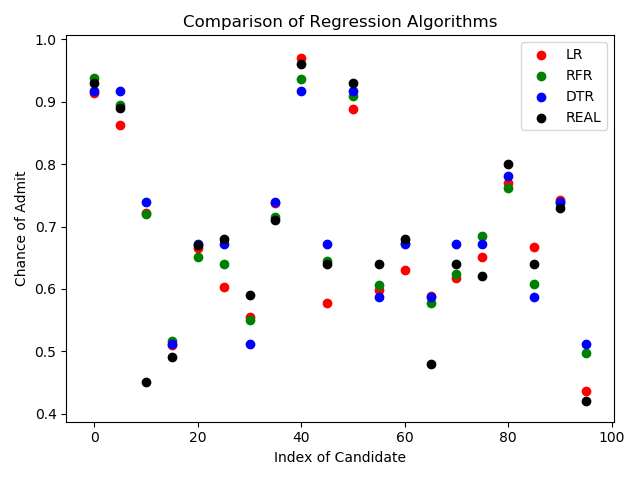 Comparison of Regression Algorithms
1.0
0.9
0.8
0.7
0.6
0.5
0.4
Chance of Admit
LR
RFR
DTR
REAL
0 20 40 60 80 100
Index of Candidate